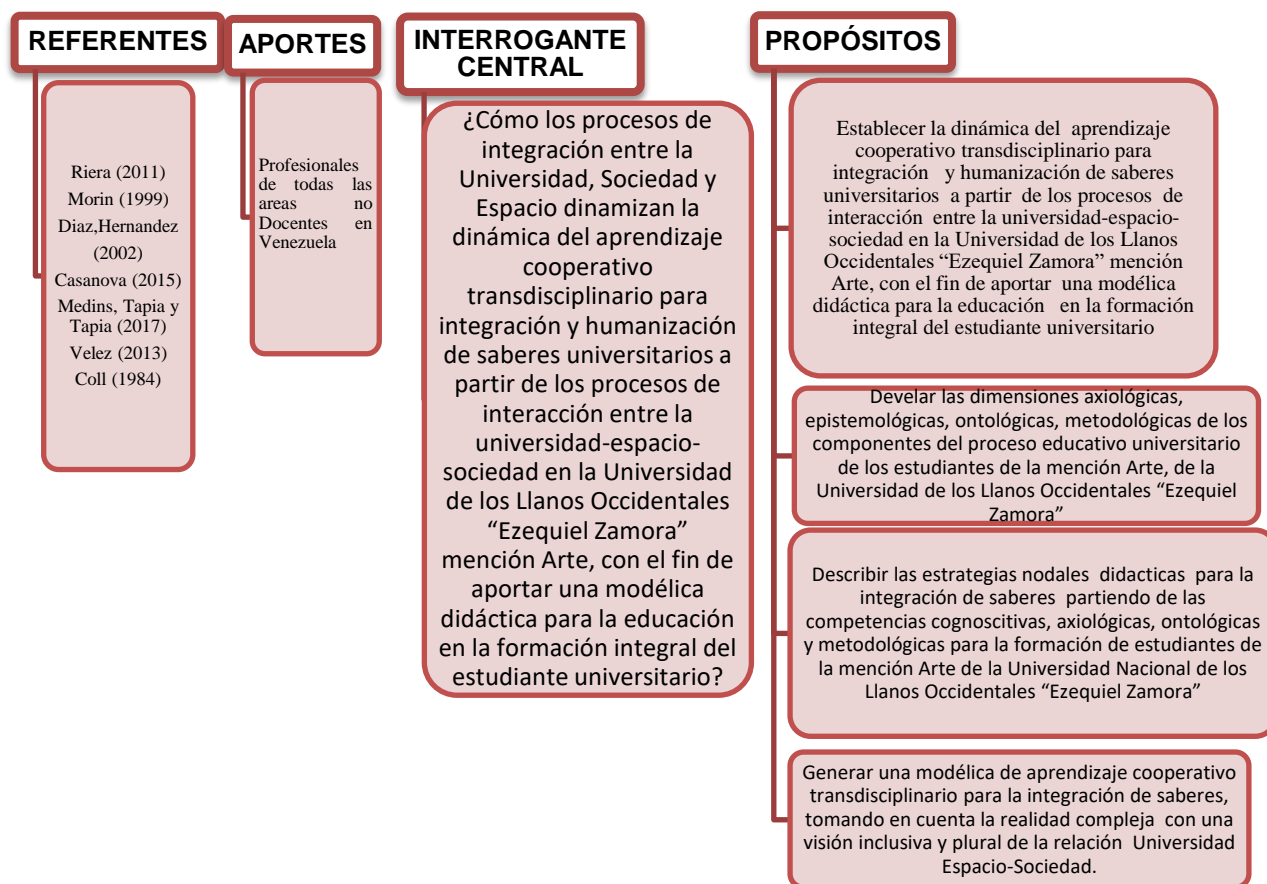 REFERENTES
Riera (2011)
Morin (1999)
Diaz,Hernandez
(2002)
Casanova (2015)
Medins, Tapia y
Tapia (2017)
Velez (2013)
Coll (1984)
APORTES
Profesionales
de todas las
areas no
Docentes en
Venezuela
INTERROGANTE
CENTRAL
¿Cómo los procesos de
integración entre la
Universidad, Sociedad y
Espacio dinamizan la
dinámica del aprendizaje
cooperativo
transdisciplinario para
integración y humanización
de saberes universitarios a
partir de los procesos de
interacción entre la
universidad-espacio-
sociedad en la Universidad
de los Llanos Occidentales
“Ezequiel Zamora”
mención Arte, con el fin de
aportar una modélica
didáctica para la educación
en la formación integral del
estudiante universitario?
PROPÓSITOS
Establecer la dinámica del aprendizaje
cooperativo transdisciplinario para
integración y humanización de saberes
universitarios a partir de los procesos de
interacción entre la universidad-espacio-
sociedad en la Universidad de los Llanos
Occidentales “Ezequiel Zamora” mención
Arte, con el fin de aportar una modélica
didáctica para la educación en la formación
integral del estudiante universitario
Develar las dimensiones axiológicas,
epistemológicas, ontológicas, metodológicas de los
componentes del proceso educativo universitario
de los estudiantes de la mención Arte, de la
Universidad de los Llanos Occidentales “Ezequiel
Zamora”
Describir las estrategias nodales didacticas para la
integración de saberes partiendo de las
competencias cognoscitivas, axiológicas, ontológicas
y metodológicas para la formación de estudiantes de
la mención Arte de la Universidad Nacional de los
Llanos Occidentales “Ezequiel Zamora”
Generar una modélica de aprendizaje cooperativo
transdisciplinario para la integración de saberes,
tomando en cuenta la realidad compleja con una
visión inclusiva y plural de la relación Universidad
Espacio-Sociedad.